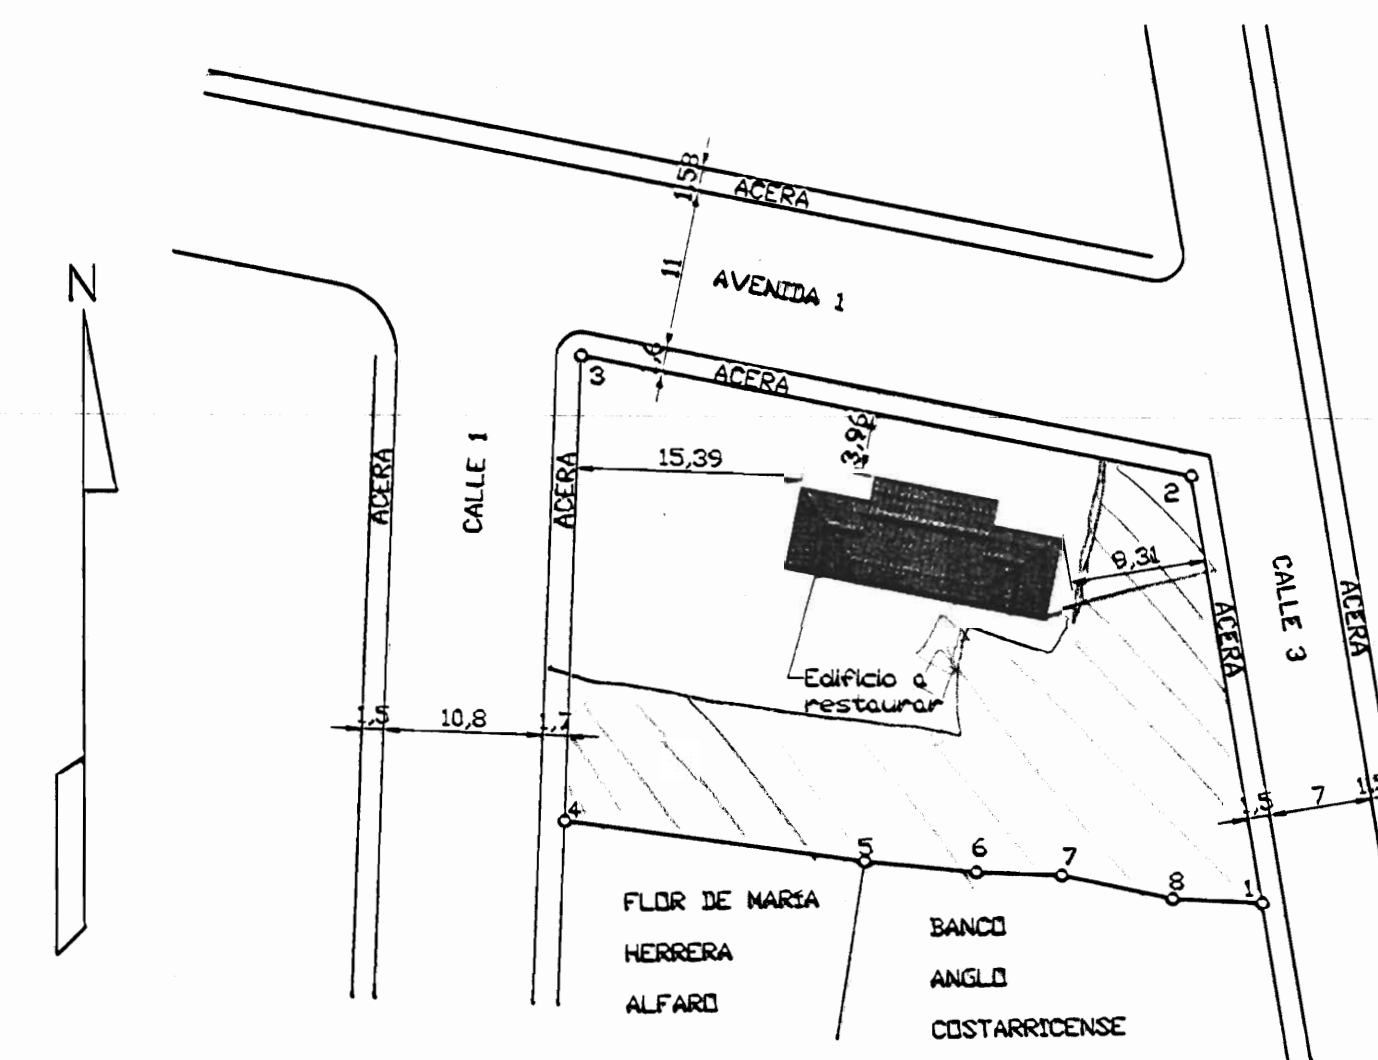 N
1,58
ACERA
11
AVENIDA 1
1,6
ACERA
3
2
3,96
15,39
8,31
ACERA
CALLE 1
ACERA
CALLE 3
ACERA
ACERA
Edificio a
restaurar
1,5
10,8
1,7
1,5
7
4
5
6
7
8
1
FLOR DE MARIA
HERRERA
ALFARO
BANCO
ANGLO
COSTARRICENSE